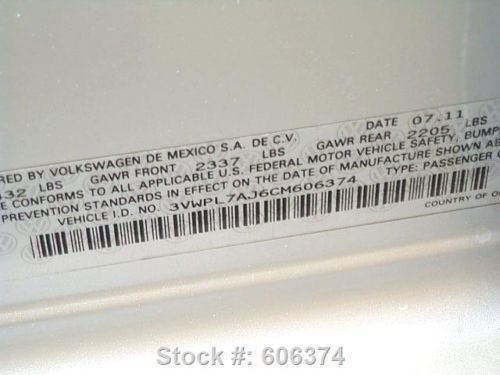 RED BY VOLKSWAGEN DE MEXICO S.A. DE C.V. DATE 07.11
432 LBS GAWR FRONT 2337 LBS GAWR REAR 2205 LBS
E CONFORMS TO ALL APPLICABLE U.S. FEDERAL MOTOR VEHICLE SAFETY, BUMP
PREVENTION STANDARDS IN EFFECT ON THE DATE OF MANUFACTURE SHOWN AB
VEHICLE I.D. NO. 3VWPL7AJ6CM606374 TYPE: PASSENGER
COUNTRY OF O
Stock #: 606374